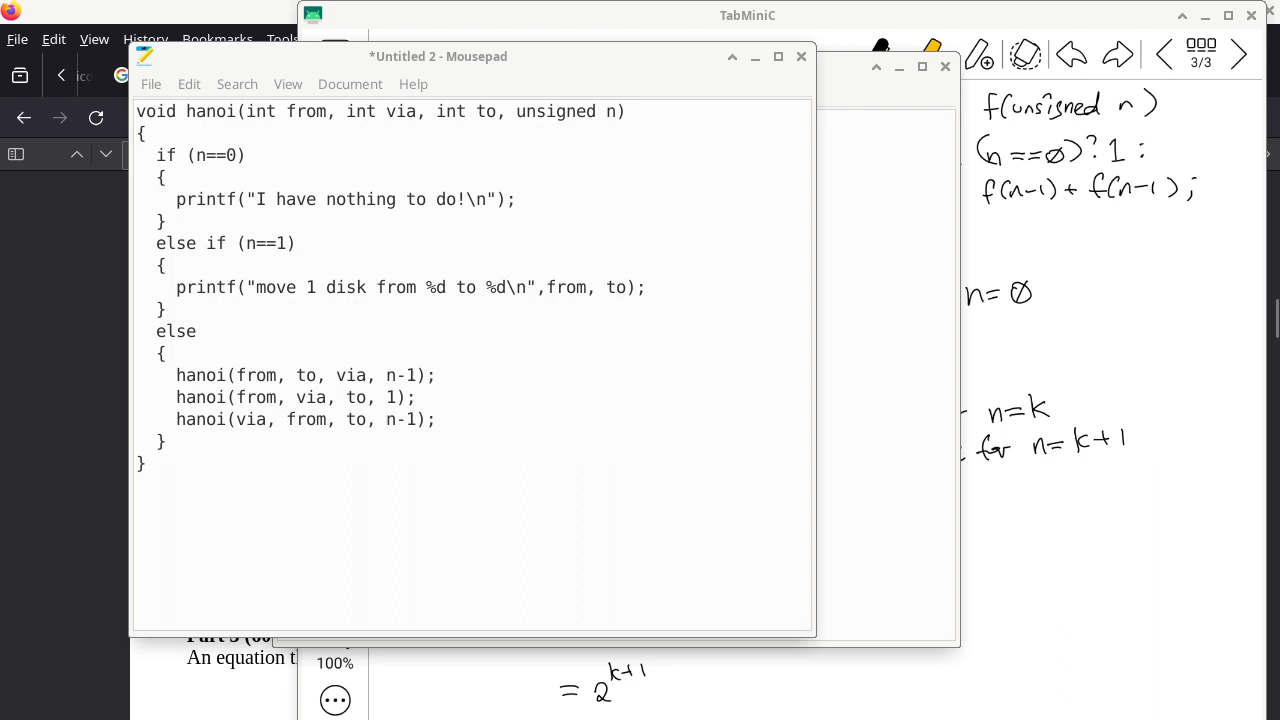 TabMiniC
File Edit View History Bookmarks Tools
*Untitled 2 - Mousepad
File Edit Search View Document Help
3/3
void hanoi(int from, int via, int to, unsigned n)
{
  if (n==0)
  {
    printf("I have nothing to do!\n");
  }
  else if (n==1)
  {
    printf("move 1 disk from %d to %d\n",from, to);
  }
  else
  {
    hanoi(from, to, via, n-1);
    hanoi(from, via, to, 1);
    hanoi(via, from, to, n-1);
  }
}
f(unsigned n)
(n==0)? 1 :
f(n-1) + f(n-1);
n=0
n=k
for n=k+1
An equation
100%
= 2^k+1